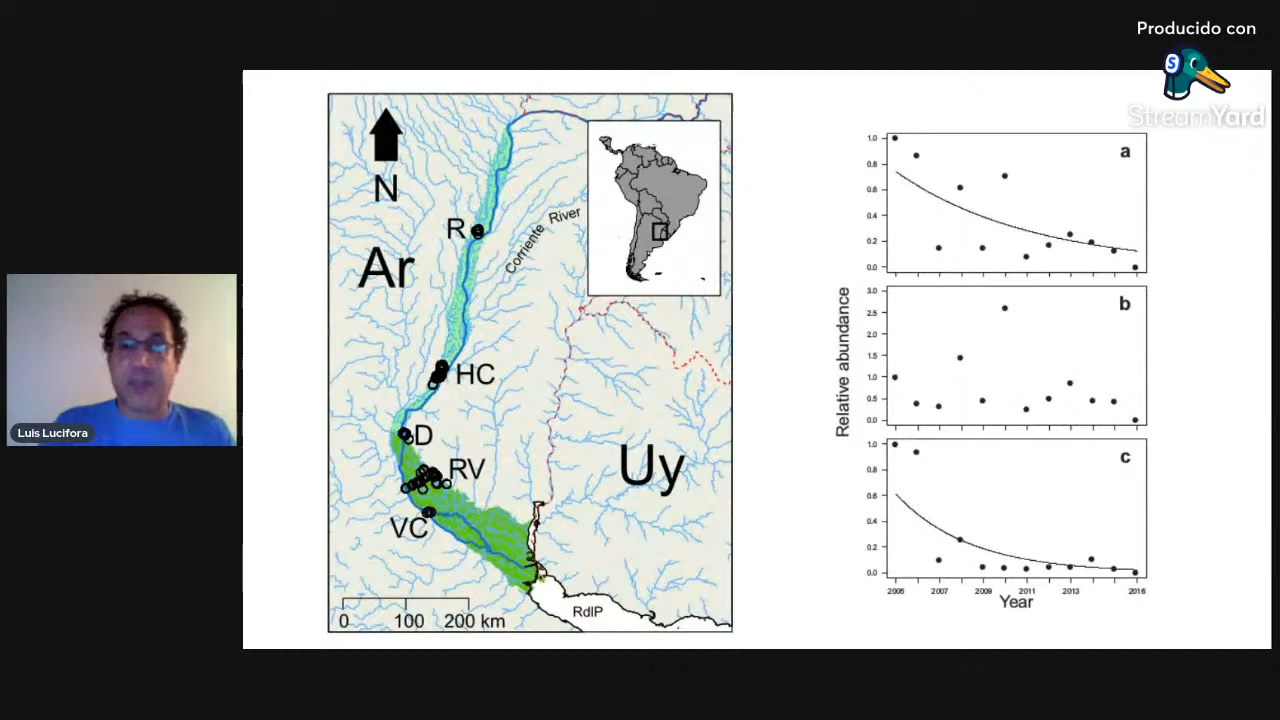 Producido con
StreamYard
S
N
Ar
R
Corriente River
HC
D
RV
VC
Uy
RdlP
0 100 200 km
Luis Lucifora
Relative abundance
a
1.0
0.8
0.6
0.4
0.2
0.0
b
3.0
2.5
2.0
1.5
1.0
0.5
0.0
c
1.0
0.8
0.6
0.4
0.2
0.0
2005 2007 2009 2011 2013 2016
Year